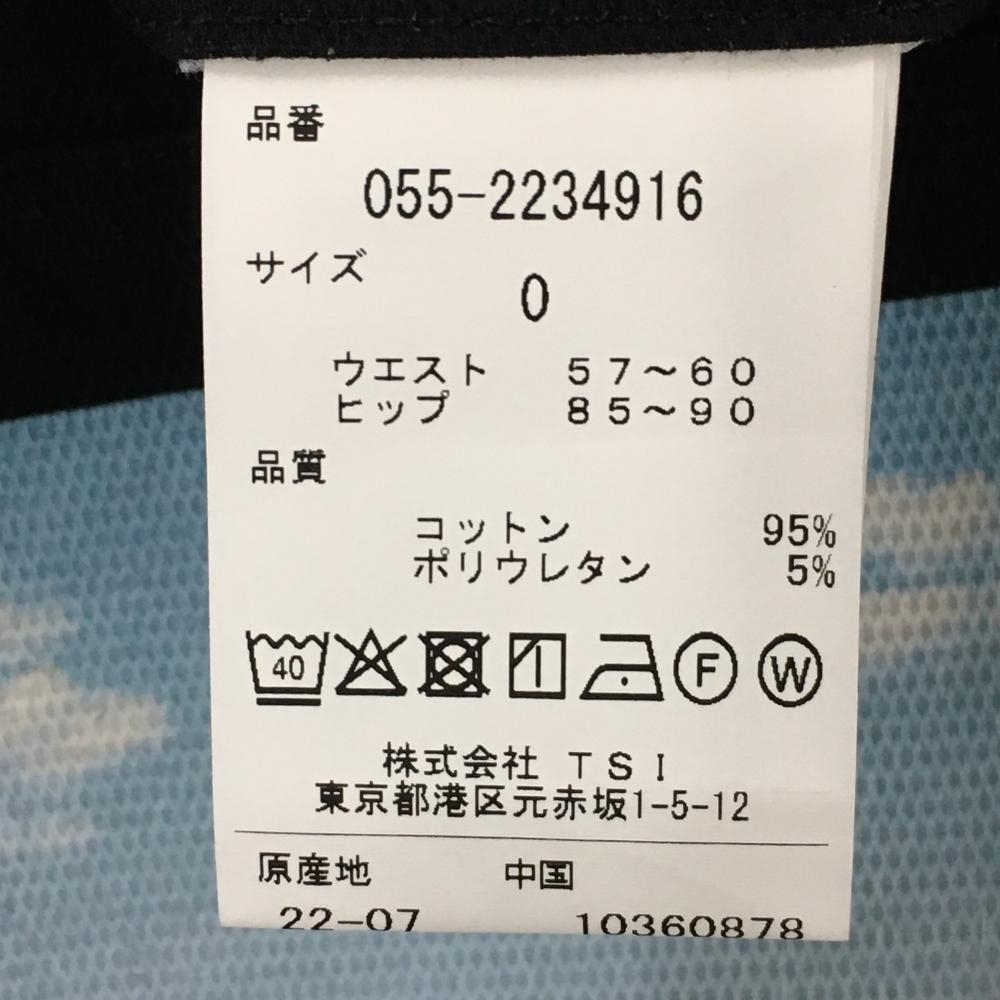 品番
055-2234916
サイズ
0
ウエスト 57～60
ヒップ 85～90
品質
コットン 95%
ポリウレタン 5%
40 F W
株式会社 TSI
東京都港区元赤坂1-5-12
原産地 中国
22-07 10360878